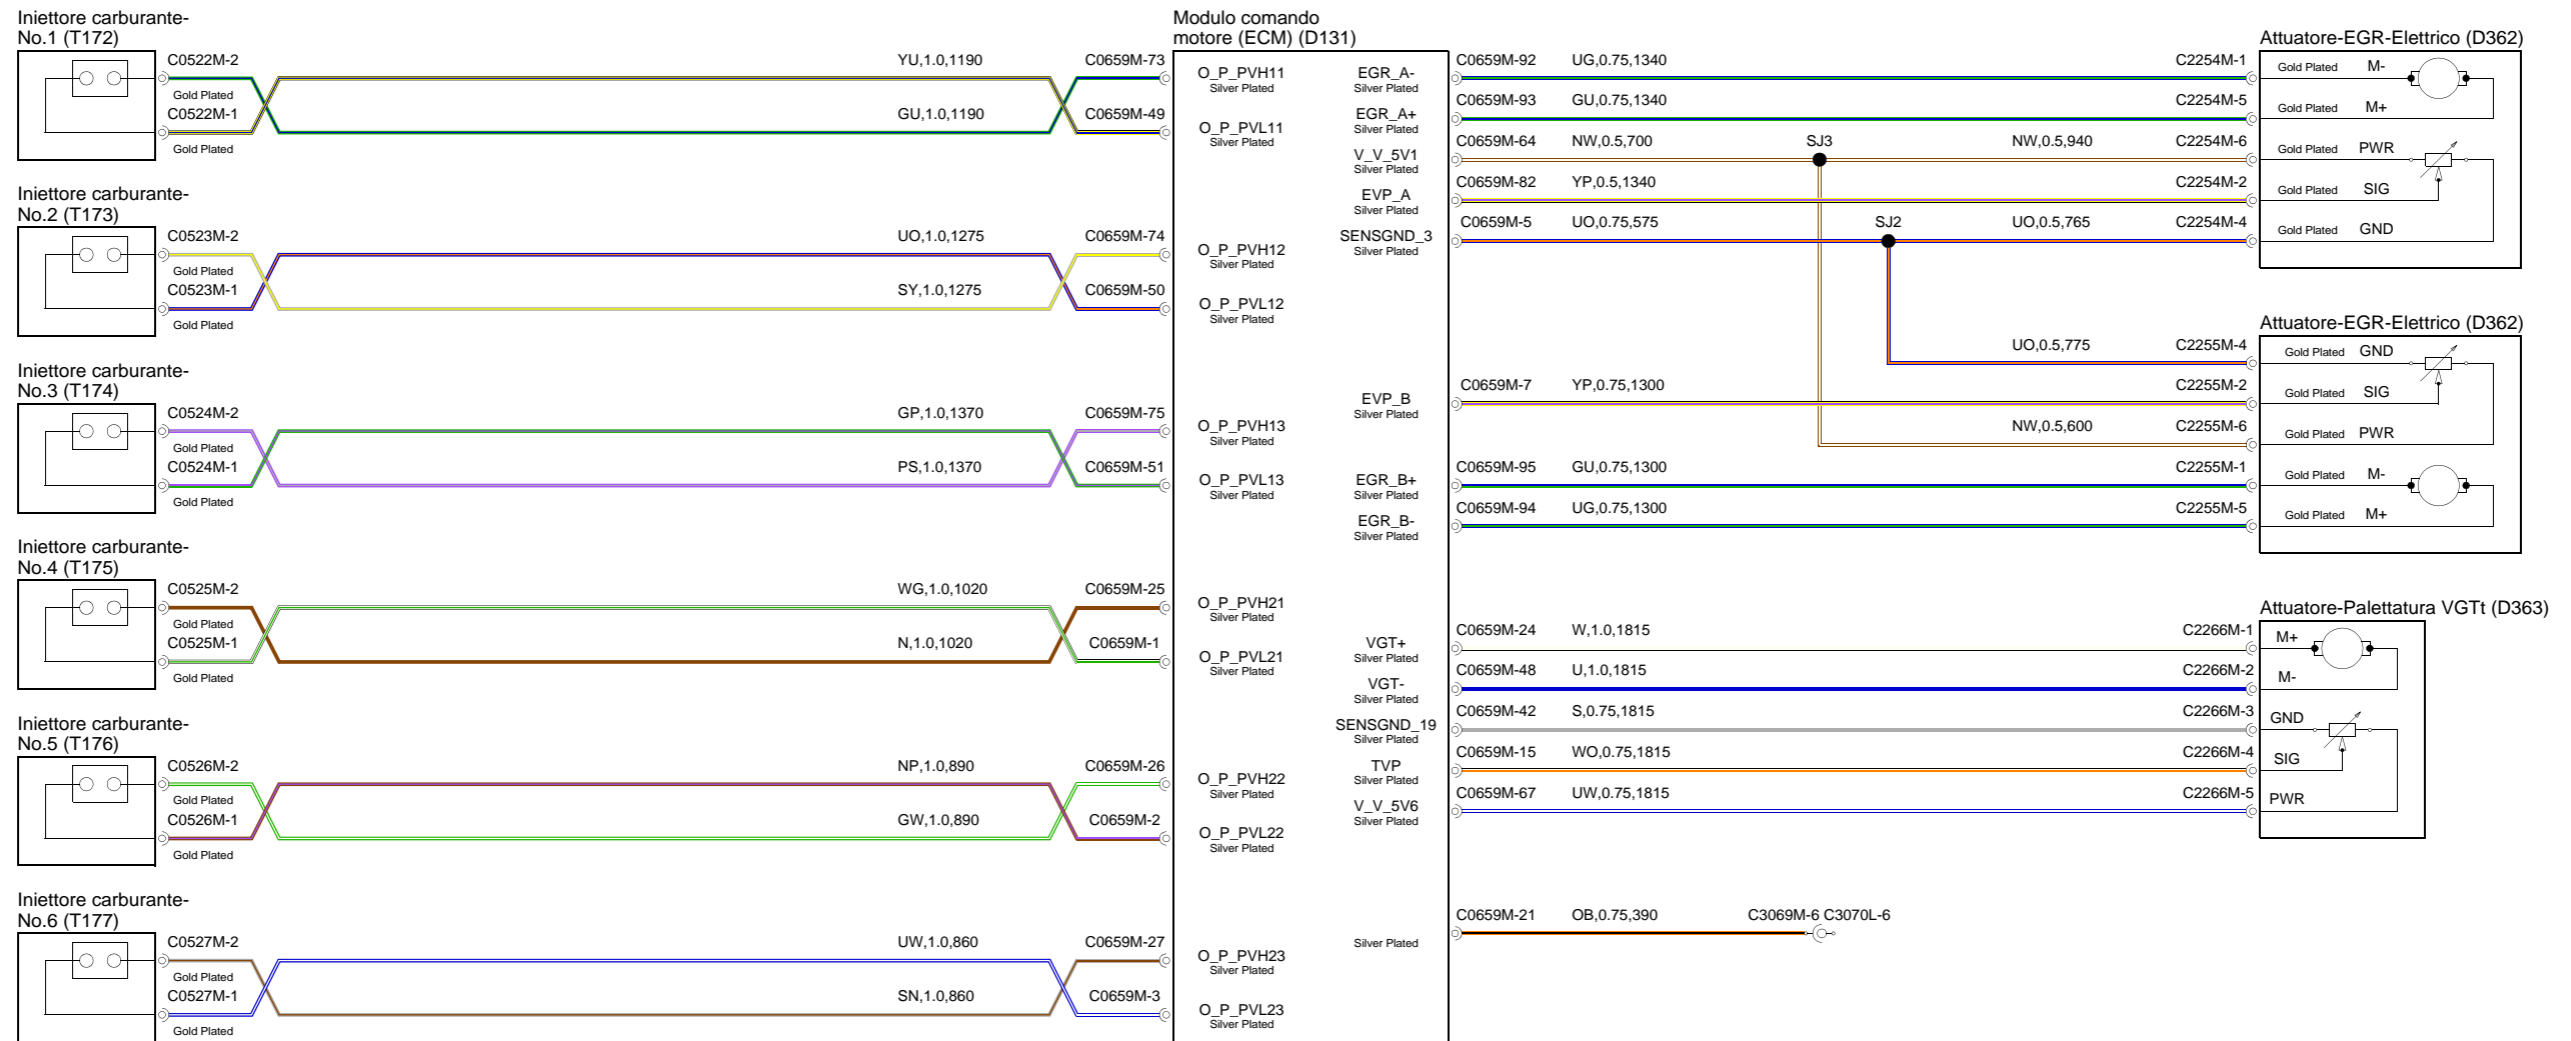 Iniettore carburante-
No.1 (T172)
C0522M-2
Gold Plated
C0522M-1
Gold Plated
YU,1.0,1190
GU,1.0,1190
C0659M-73
C0659M-49
Iniettore carburante-
No.2 (T173)
C0523M-2
Gold Plated
C0523M-1
Gold Plated
UO,1.0,1275
SY,1.0,1275
C0659M-74
C0659M-50
Iniettore carburante-
No.3 (T174)
C0524M-2
Gold Plated
C0524M-1
Gold Plated
GP,1.0,1370
PS,1.0,1370
C0659M-75
C0659M-51
Iniettore carburante-
No.4 (T175)
C0525M-2
Gold Plated
C0525M-1
Gold Plated
WG,1.0,1020
N,1.0,1020
C0659M-25
C0659M-1
Iniettore carburante-
No.5 (T176)
C0526M-2
Gold Plated
C0526M-1
Gold Plated
NP,1.0,890
GW,1.0,890
C0659M-26
C0659M-2
Iniettore carburante-
No.6 (T177)
C0527M-2
Gold Plated
C0527M-1
Gold Plated
UW,1.0,860
SN,1.0,860
C0659M-27
C0659M-3
Modulo comando
motore (ECM) (D131)
O_P_PVH11
Silver Plated
O_P_PVL11
Silver Plated
O_P_PVH12
Silver Plated
O_P_PVL12
Silver Plated
O_P_PVH13
Silver Plated
O_P_PVL13
Silver Plated
O_P_PVH21
Silver Plated
O_P_PVL21
Silver Plated
O_P_PVH22
Silver Plated
O_P_PVL22
Silver Plated
O_P_PVH23
Silver Plated
O_P_PVL23
Silver Plated
EGR_A-
Silver Plated
EGR_A+
Silver Plated
V_V_5V1
Silver Plated
EVP_A
Silver Plated
SENSGND_3
Silver Plated
EVP_B
Silver Plated
EGR_B+
Silver Plated
EGR_B-
Silver Plated
VGT+
Silver Plated
VGT-
Silver Plated
SENSGND_19
Silver Plated
TVP
Silver Plated
V_V_5V6
Silver Plated
Silver Plated
C0659M-92 UG,0.75,1340 C2254M-1
C0659M-93 GU,0.75,1340 C2254M-5
C0659M-64 NW,0.5,700 SJ3 NW,0.5,940 C2254M-6
C0659M-82 YP,0.5,1340 C2254M-2
C0659M-5 UO,0.75,575 SJ2 UO,0.5,765 C2254M-4
UO,0.5,775 C2255M-4
C0659M-7 YP,0.75,1300 C2255M-2
NW,0.5,600 C2255M-6
C0659M-95 GU,0.75,1300 C2255M-1
C0659M-94 UG,0.75,1300 C2255M-5
C0659M-24 W,1.0,1815 C2266M-1
C0659M-48 U,1.0,1815 C2266M-2
C0659M-42 S,0.75,1815 C2266M-3
C0659M-15 WO,0.75,1815 C2266M-4
C0659M-67 UW,0.75,1815 C2266M-5
C0659M-21 OB,0.75,390 C3069M-6 C3070L-6
Attuatore-EGR-Elettrico (D362)
Gold Plated M-
Gold Plated M+
Gold Plated PWR
Gold Plated SIG
Gold Plated GND
Attuatore-EGR-Elettrico (D362)
Gold Plated GND
Gold Plated SIG
Gold Plated PWR
Gold Plated M-
Gold Plated M+
Attuatore-Palettatura VGTt (D363)
M+
M-
GND
SIG
PWR